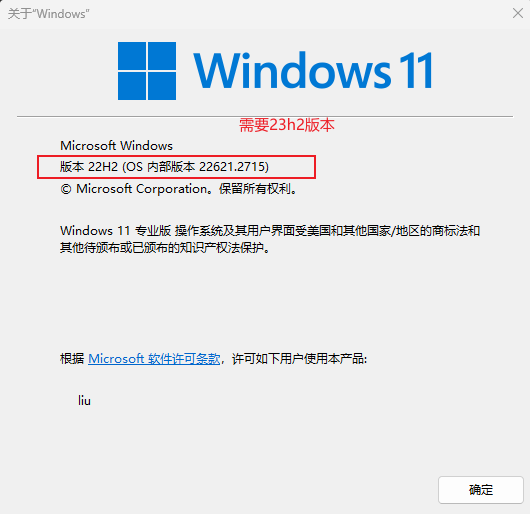 关于“Windows”
Windows 11
需要23h2版本
Microsoft Windows
版本 22H2 (OS 内部版本 22621.2715)
© Microsoft Corporation。保留所有权利。
Windows 11 专业版 操作系统及其用户界面受美国和其他国家/地区的商标法和
其他待颁布或已颁布的知识产权法保护。
根据 Microsoft 软件许可条款，许可如下用户使用本产品:
liu
确定